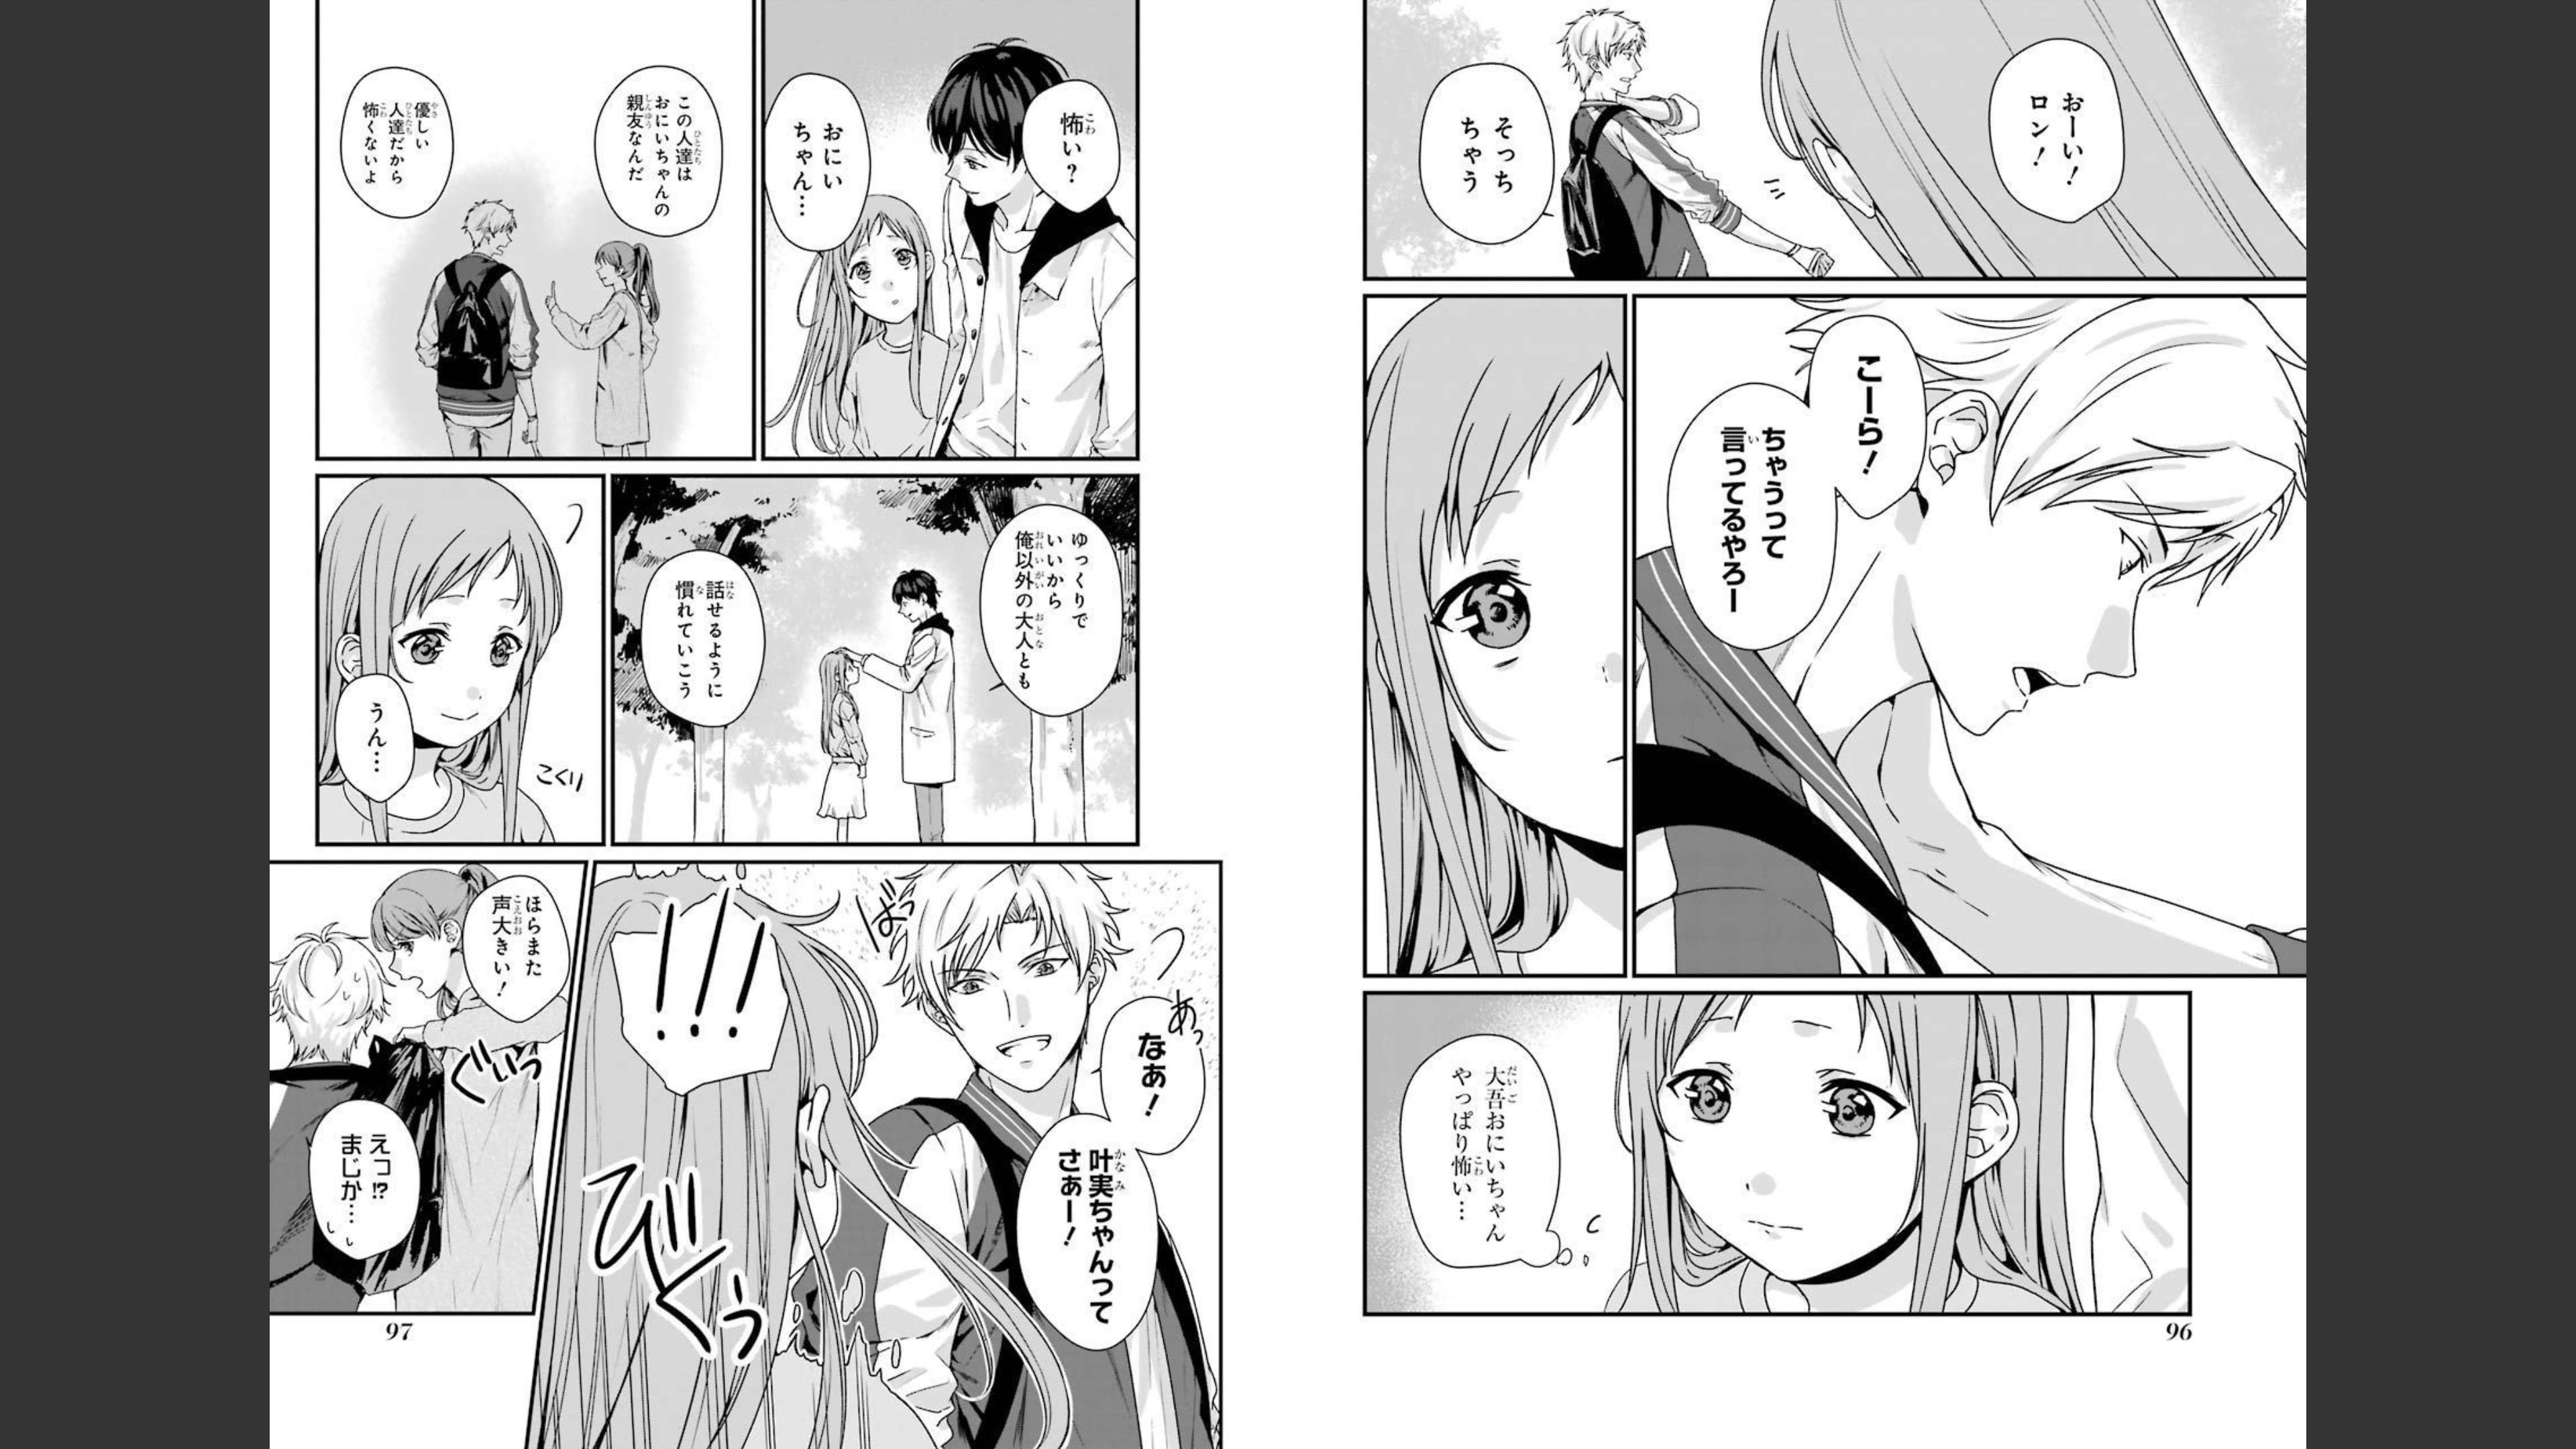 おーい!
ロン!
そっち
ちゃう
こーら!
ちゃうって
言ってるやろー
大吾おにいちゃん
やっぱり怖い…
96
怖い?
おにい
ちゃん…
この人達は
おにいちゃんの
親友なんだ
優しい
人達だから
怖くないよ
ゆっくりで
いいから
俺以外の大人とも
話せるように
慣れていこう
うん…
こくり
ばっ
あっ
なあ!
叶実ちゃんって
さあー!
!!!
びくぅ
ほらまた
声大きい!
ぐいっ
えっ!?
まじか…
97